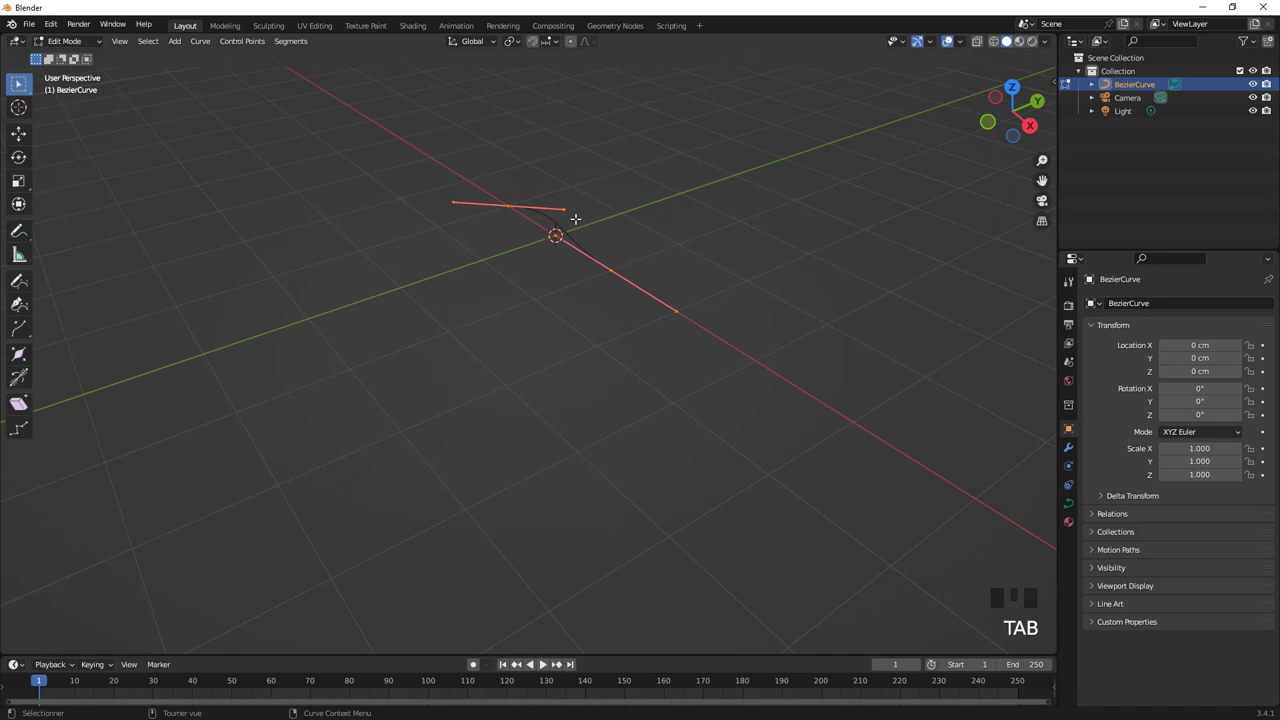 Blender
File Edit Render Window Help Layout Modeling Sculpting UV Editing Texture Paint Shading Animation Rendering Compositing Geometry Nodes Scripting + Scene ViewLayer
Edit Mode View Select Add Curve Control Points Segments Global
User Perspective
(1) BezierCurve
Z
Y
X
Scene Collection
Collection
BezierCurve
Camera
Light
BezierCurve
BezierCurve
Transform
Location X 0 cm
Y 0 cm
Z 0 cm
Rotation X 0°
Y 0°
Z 0°
Mode XYZ Euler
Scale X 1.000
Y 1.000
Z 1.000
Delta Transform
Relations
Collections
Motion Paths
Visibility
Viewport Display
Line Art
Custom Properties
TAB
Playback Keying View Marker 1 Start 1 End 250
1 10 20 30 40 50 60 70 80 90 100 110 120 130 140 150 160 170 180 190 200 210 220 230 240 250
Sélectionner Tourner vue Curve Context Menu 3.4.1